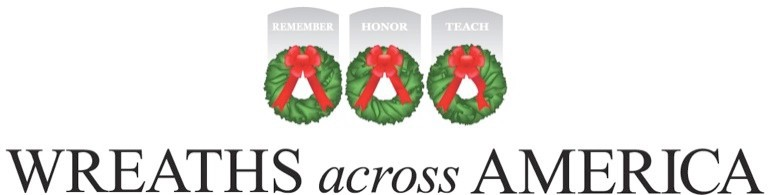 REMEMBER HONOR TEACH
WREATHS across AMERICA